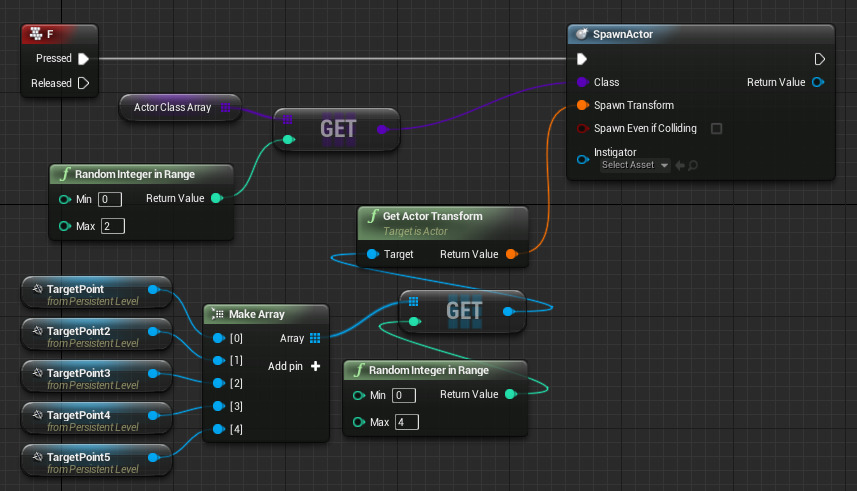 F
Pressed
Released
SpawnActor
Class
Return Value
Spawn Transform
Spawn Even if Colliding
Instigator
Select Asset
Actor Class Array
GET
f Random Integer in Range
Min 0
Return Value
Max 2
f Get Actor Transform
Target is Actor
Target
Return Value
TargetPoint
from Persistent Level
TargetPoint2
from Persistent Level
TargetPoint3
from Persistent Level
TargetPoint4
from Persistent Level
TargetPoint5
from Persistent Level
Make Array
[0]
Array
[1]
Add pin
[2]
[3]
[4]
GET
f Random Integer in Range
Min 0
Return Value
Max 4